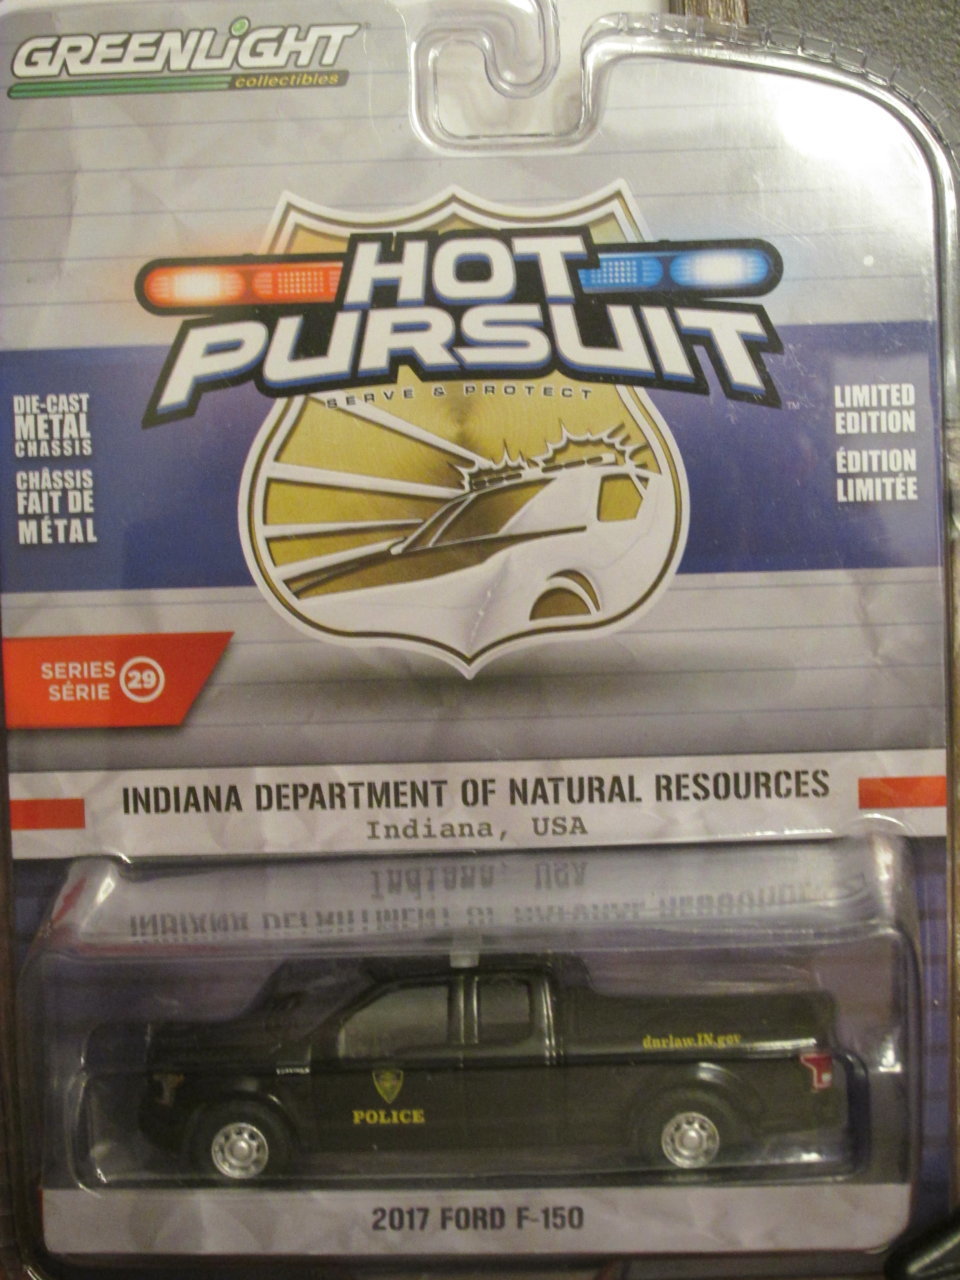 GREENLIGHT
collectibles
HOT
PURSUIT
SERVE & PROTECT
DIE-CAST
METAL
CHASSIS
CHÂSSIS
FAIT DE
MÉTAL
LIMITED
EDITION
ÉDITION
LIMITÉE
SERIES
SÉRIE
29
INDIANA DEPARTMENT OF NATURAL RESOURCES
Indiana, USA
dnrlaw.IN.gov
POLICE
2017 FORD F-150